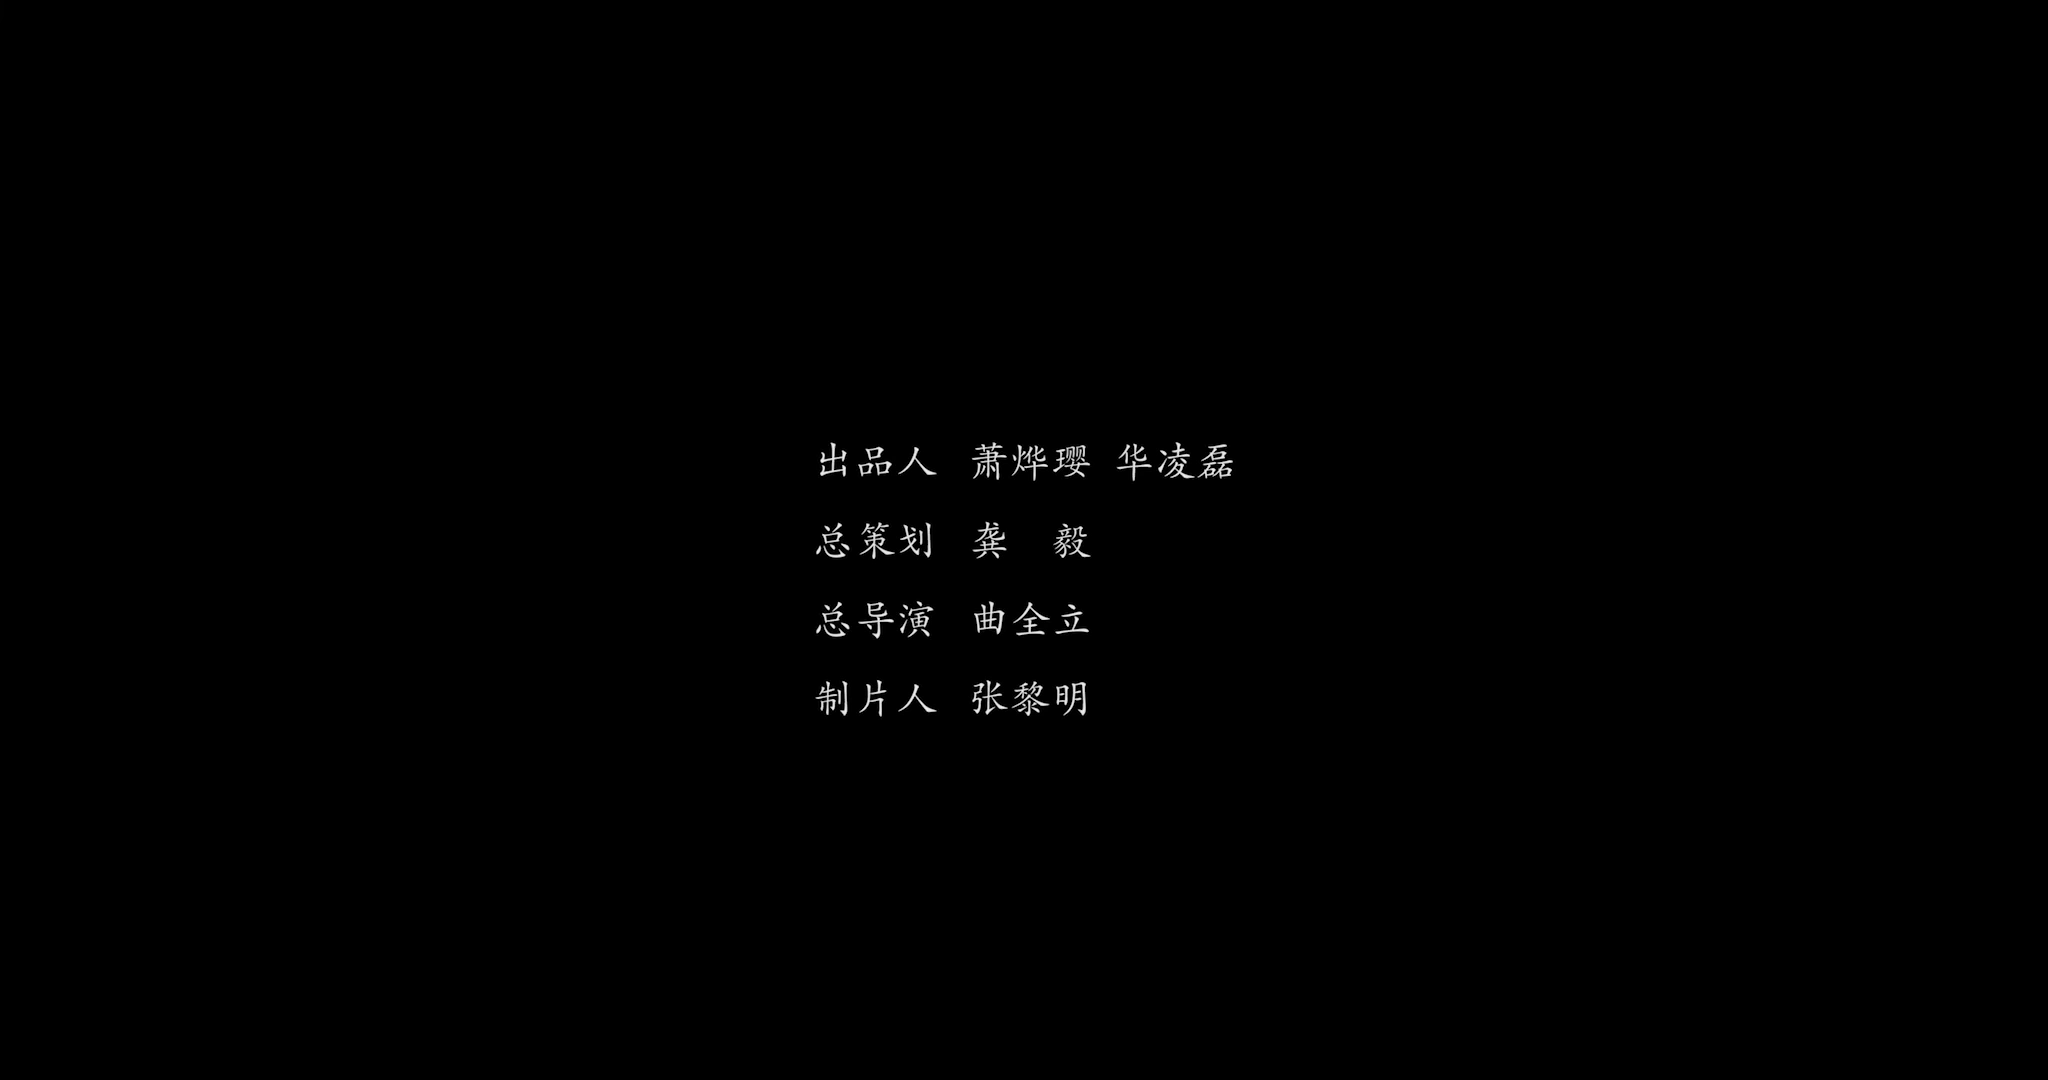 出品人 萧烨璎 华凌磊
总策划 龚 毅
总导演 曲全立
制片人 张黎明